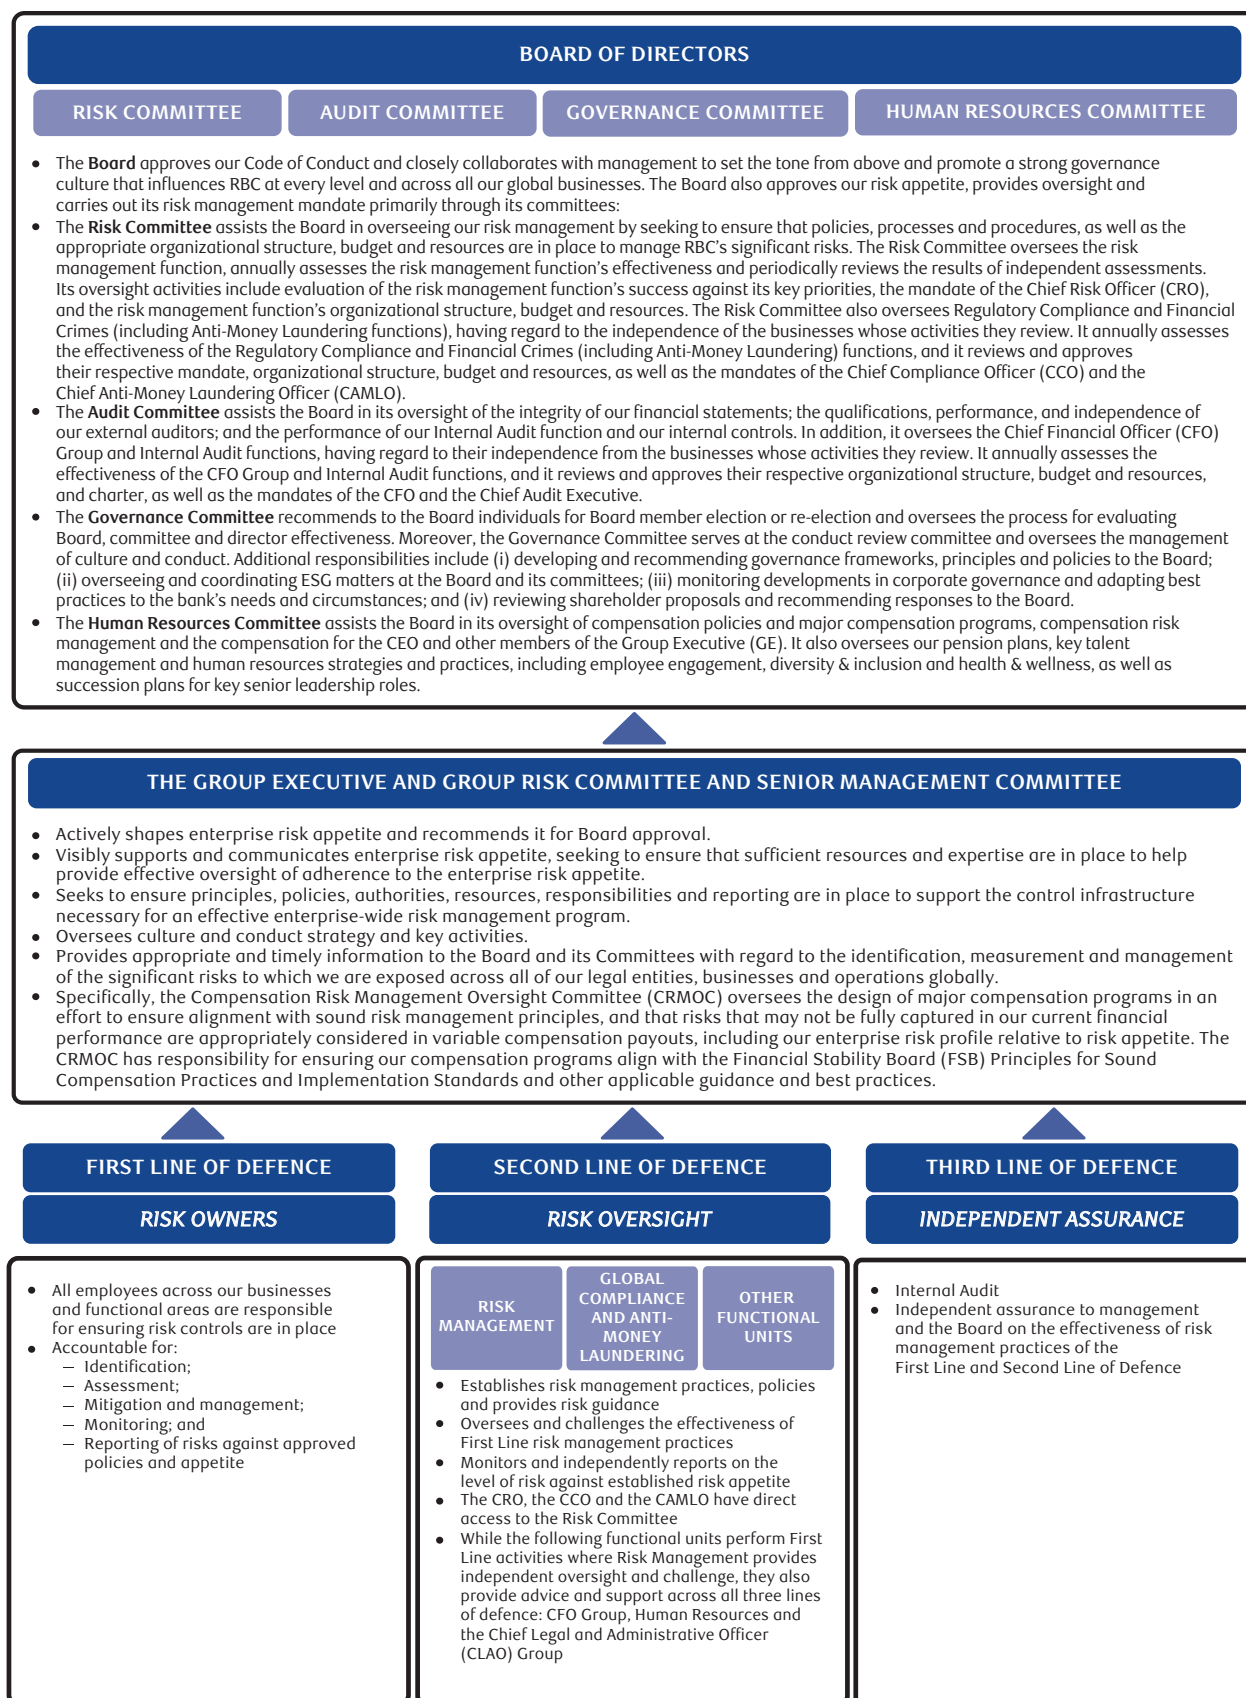 BOARD OF DIRECTORS
RISK COMMITTEE
AUDIT COMMITTEE
GOVERNANCE COMMITTEE
HUMAN RESOURCES COMMITTEE
• The Board approves our Code of Conduct and closely collaborates with management to set the tone from above and promote a strong governance
culture that influences RBC at every level and across all our global businesses. The Board also approves our risk appetite, provides oversight and
carries out its risk management mandate primarily through its committees:
• The Risk Committee assists the Board in overseeing our risk management by seeking to ensure that policies, processes and procedures, as well as the
appropriate organizational structure, budget and resources are in place to manage RBC's significant risks. The Risk Committee oversees the risk
management function, annually assesses the risk management function's effectiveness and periodically reviews the results of independent assessments.
Its oversight activities include evaluation of the risk management function's success against its key priorities, the mandate of the Chief Risk Officer (CRO),
and the risk management function's organizational structure, budget and resources. The Risk Committee also oversees Regulatory Compliance and Financial
Crimes (including Anti-Money Laundering functions), having regard to the independence of the businesses whose activities they review. It annually assesses
the effectiveness of the Regulatory Compliance and Financial Crimes (including Anti-Money Laundering) functions, and it reviews and approves
their respective mandate, organizational structure, budget and resources, as well as the mandates of the Chief Compliance Officer (CCO) and the
Chief Anti-Money Laundering Officer (CAMLO).
• The Audit Committee assists the Board in its oversight of the integrity of our financial statements; the qualifications, performance, and independence of
our external auditors; and the performance of our Internal Audit function and our internal controls. In addition, it oversees the Chief Financial Officer (CFO)
Group and Internal Audit functions, having regard to their independence from the businesses whose activities they review. It annually assesses the
effectiveness of the CFO Group and Internal Audit functions, and it reviews and approves their respective organizational structure, budget and resources,
and charter, as well as the mandates of the CFO and the Chief Audit Executive.
• The Governance Committee recommends to the Board individuals for Board member election or re-election and oversees the process for evaluating
Board, committee and director effectiveness. Moreover, the Governance Committee serves at the conduct review committee and oversees the management
of culture and conduct. Additional responsibilities include (i) developing and recommending governance frameworks, principles and policies to the Board;
(ii) overseeing and coordinating ESG matters at the Board and its committees; (iii) monitoring developments in corporate governance and adapting best
practices to the bank's needs and circumstances; and (iv) reviewing shareholder proposals and recommending responses to the Board.
• The Human Resources Committee assists the Board in its oversight of compensation policies and major compensation programs, compensation risk
management and the compensation for the CEO and other members of the Group Executive (GE). It also oversees our pension plans, key talent
management and human resources strategies and practices, including employee engagement, diversity & inclusion and health & wellness, as well as
succession plans for key senior leadership roles.
THE GROUP EXECUTIVE AND GROUP RISK COMMITTEE AND SENIOR MANAGEMENT COMMITTEE
• Actively shapes enterprise risk appetite and recommends it for Board approval.
• Visibly supports and communicates enterprise risk appetite, seeking to ensure that sufficient resources and expertise are in place to help
provide effective oversight of adherence to the enterprise risk appetite.
• Seeks to ensure principles, policies, authorities, resources, responsibilities and reporting are in place to support the control infrastructure
necessary for an effective enterprise-wide risk management program.
• Oversees culture and conduct strategy and key activities.
• Provides appropriate and timely information to the Board and its Committees with regard to the identification, measurement and management
of the significant risks to which we are exposed across all of our legal entities, businesses and operations globally.
• Specifically, the Compensation Risk Management Oversight Committee (CRMOC) oversees the design of major compensation programs in an
effort to ensure alignment with sound risk management principles, and that risks that may not be fully captured in our current financial
performance are appropriately considered in variable compensation payouts, including our enterprise risk profile relative to risk appetite. The
CRMOC has responsibility for ensuring our compensation programs align with the Financial Stability Board (FSB) Principles for Sound
Compensation Practices and Implementation Standards and other applicable guidance and best practices.
FIRST LINE OF DEFENCE
RISK OWNERS
• All employees across our businesses
and functional areas are responsible
for ensuring risk controls are in place
• Accountable for:
– Identification;
– Assessment;
– Mitigation and management;
– Monitoring; and
– Reporting of risks against approved
policies and appetite
SECOND LINE OF DEFENCE
RISK OVERSIGHT
RISK
MANAGEMENT
GLOBAL
COMPLIANCE
AND ANTI-
MONEY
LAUNDERING
OTHER
FUNCTIONAL
UNITS
• Establishes risk management practices, policies
and provides risk guidance
• Oversees and challenges the effectiveness of
First Line risk management practices
• Monitors and independently reports on the
level of risk against established risk appetite
• The CRO, the CCO and the CAMLO have direct
access to the Risk Committee
• While the following functional units perform First
Line activities where Risk Management provides
independent oversight and challenge, they also
provide advice and support across all three lines
of defence: CFO Group, Human Resources and
the Chief Legal and Administrative Officer
(CLAO) Group
THIRD LINE OF DEFENCE
INDEPENDENT ASSURANCE
• Internal Audit
• Independent assurance to management
and the Board on the effectiveness of risk
management practices of the
First Line and Second Line of Defence